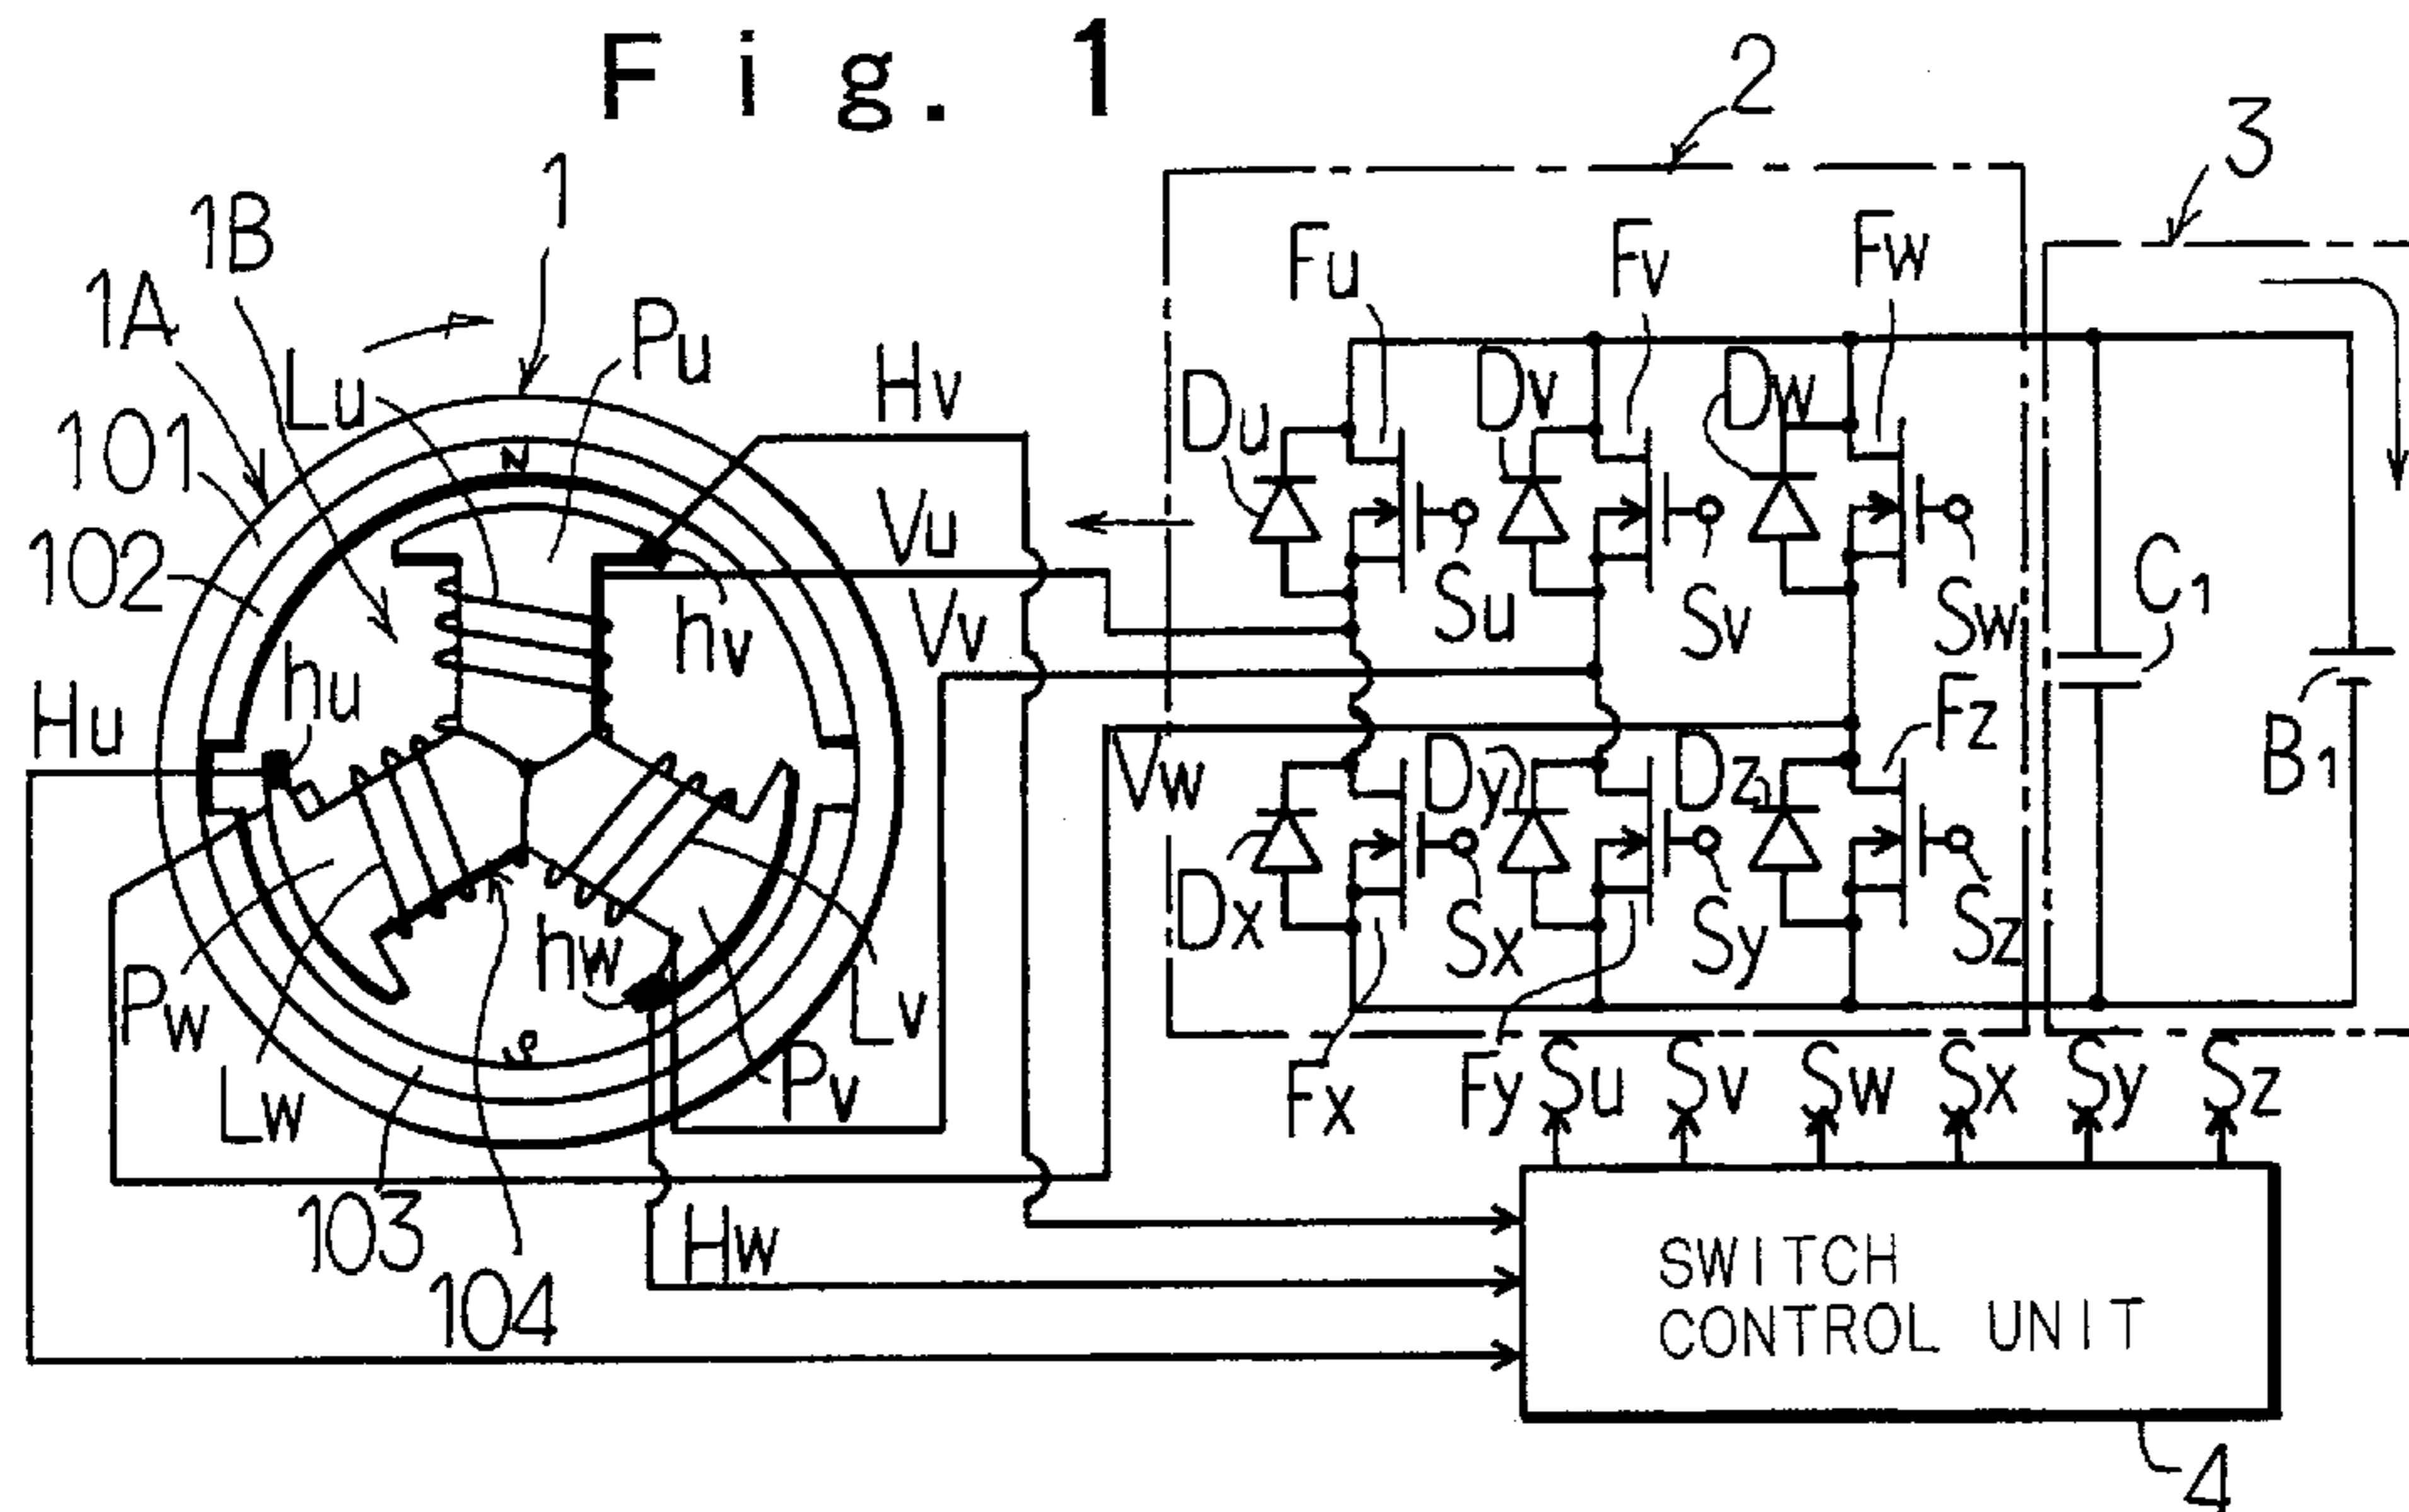 Fig. 1
2
3
1
1B
1A
Fu
Fv
Fw
Pu
Lu
Hv
Du
Dv
Dw
101
102
Vu
Vv
hv
Su
Sv
Sw
C1
Hu
hu
Fz
B1
Vw
Dy
Dz
Dx
Sx
Sy
Sz
Pw
hw
Lv
Lw
Pv
Fx
Fy
Su
Sv
Sw
Sx
Sy
Sz
103
104
Hw
SWITCH
CONTROL UNIT
4
N
S